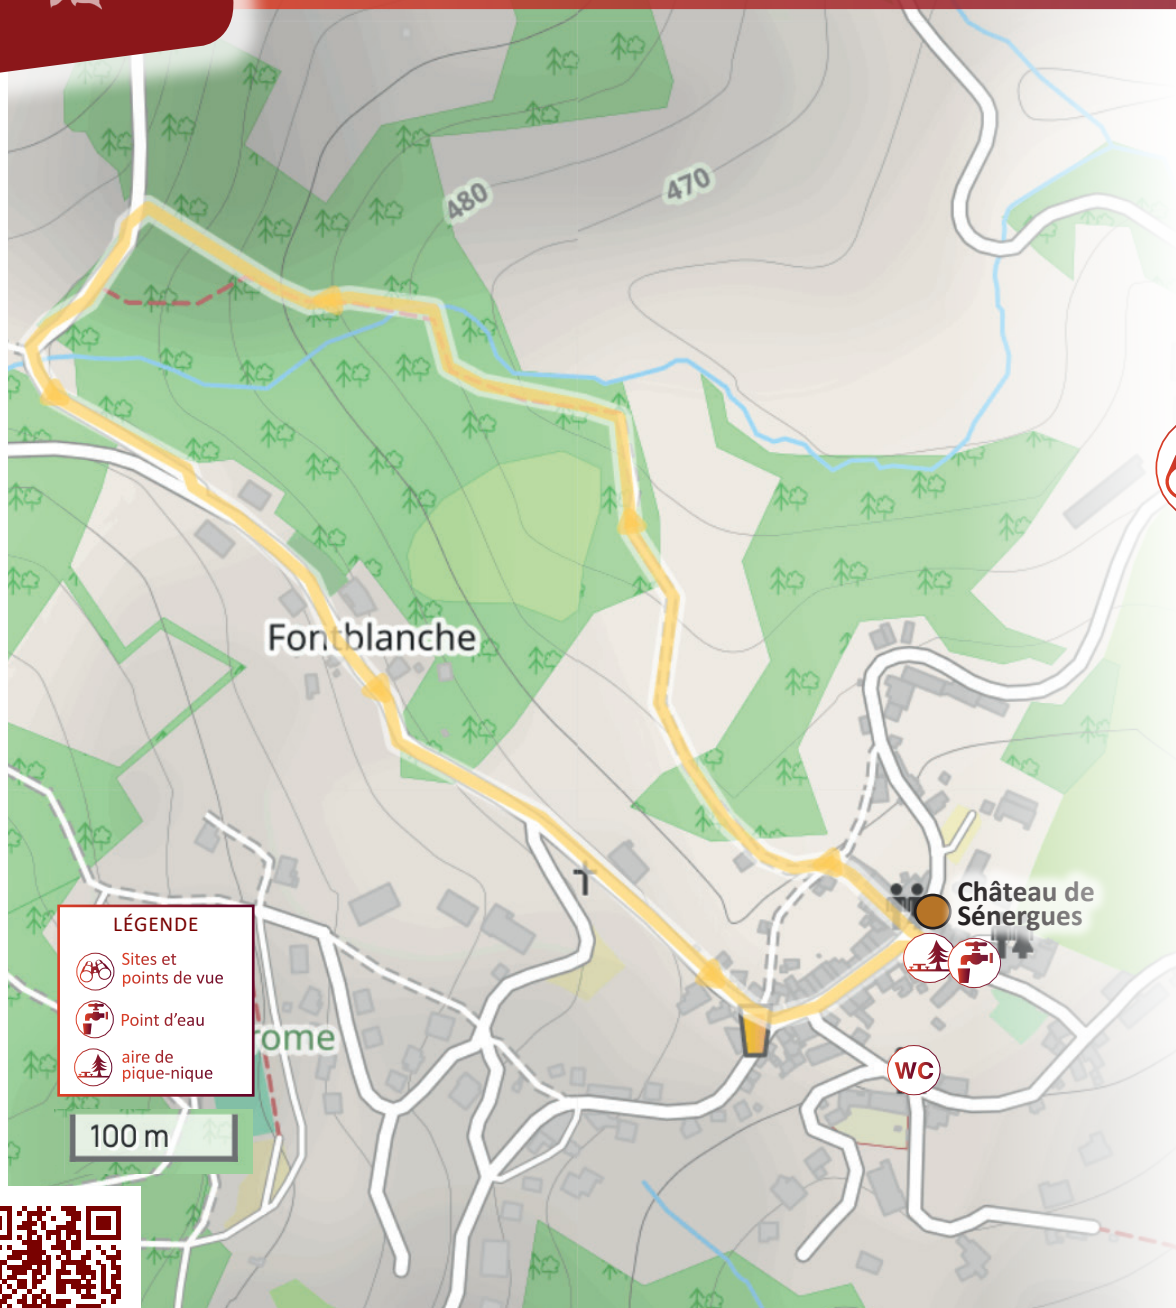 480
470
Fontblanche
Château de
Sénergues
LÉGENDE
Sites et
points de vue
Point d'eau
aire de
pique-nique
rome
WC
100 m